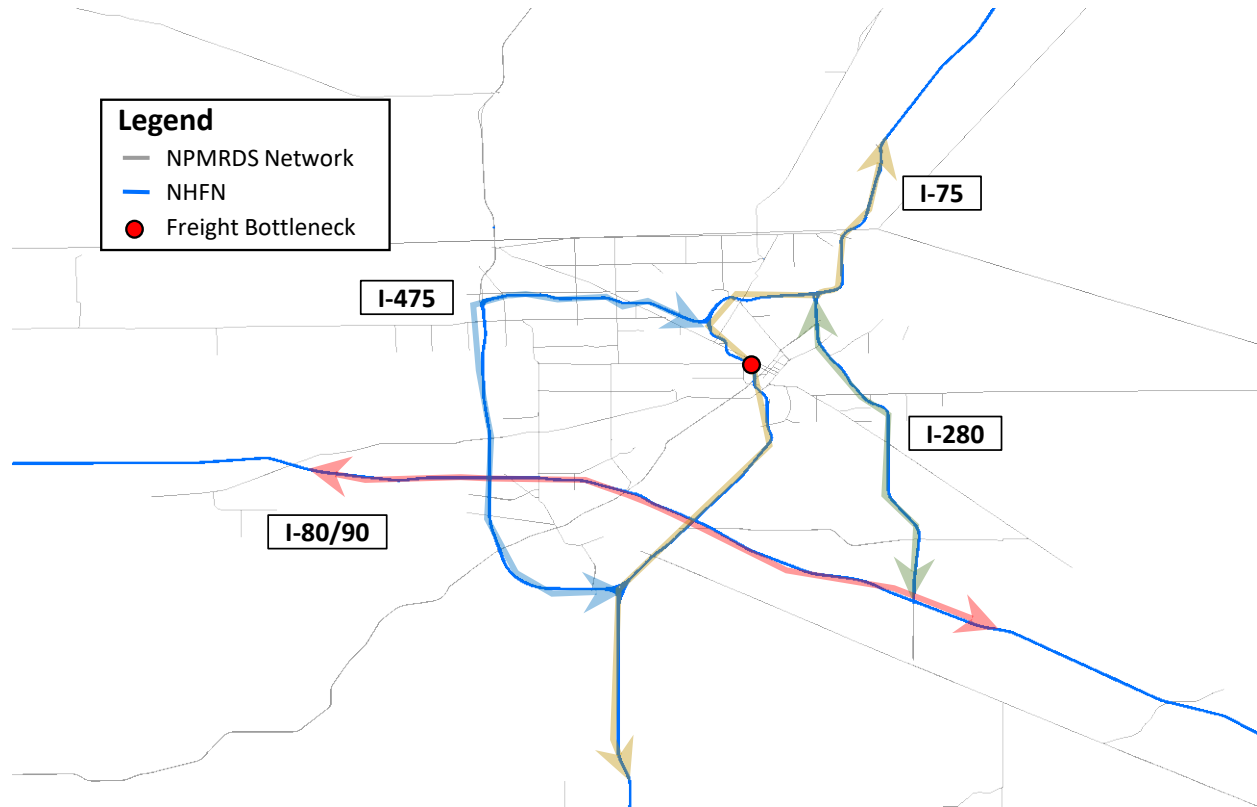 Legend
NPMRDS Network
NHFN
Freight Bottleneck
I-75
I-475
I-280
I-80/90